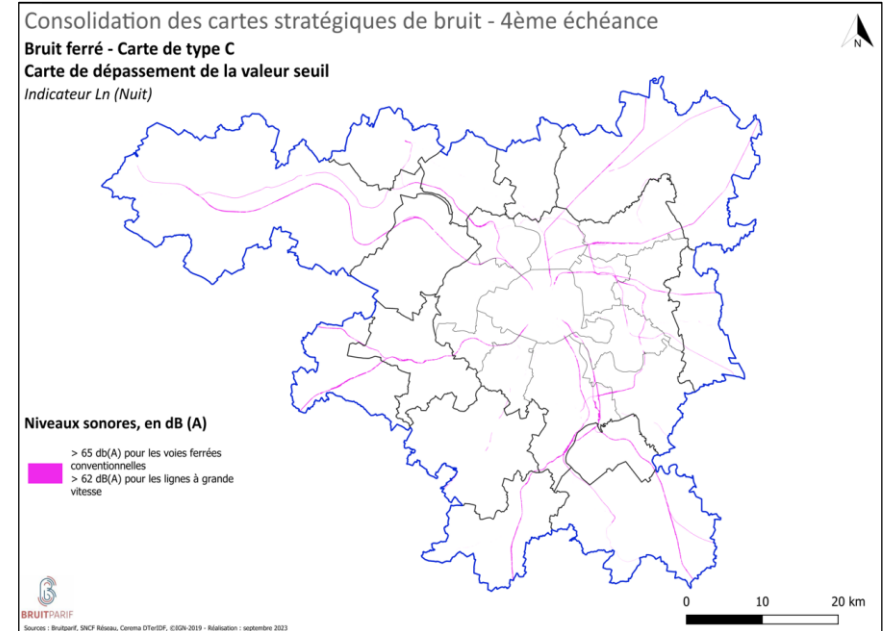 Consolidation des cartes stratégiques de bruit - 4ème échéance
Bruit ferré - Carte de type C
Carte de dépassement de la valeur seuil
Indicateur Ln (Nuit)
N
Niveaux sonores, en dB (A)
> 65 db(A) pour les voies ferrées
conventionnelles
> 62 dB(A) pour les lignes à grande
vitesse
BRUITPARIF
0 10 20 km
Sources : Bruitparif, SNCF Réseau, Cerema DTerIDF, ©IGN-2019 - Réalisation : septembre 2023